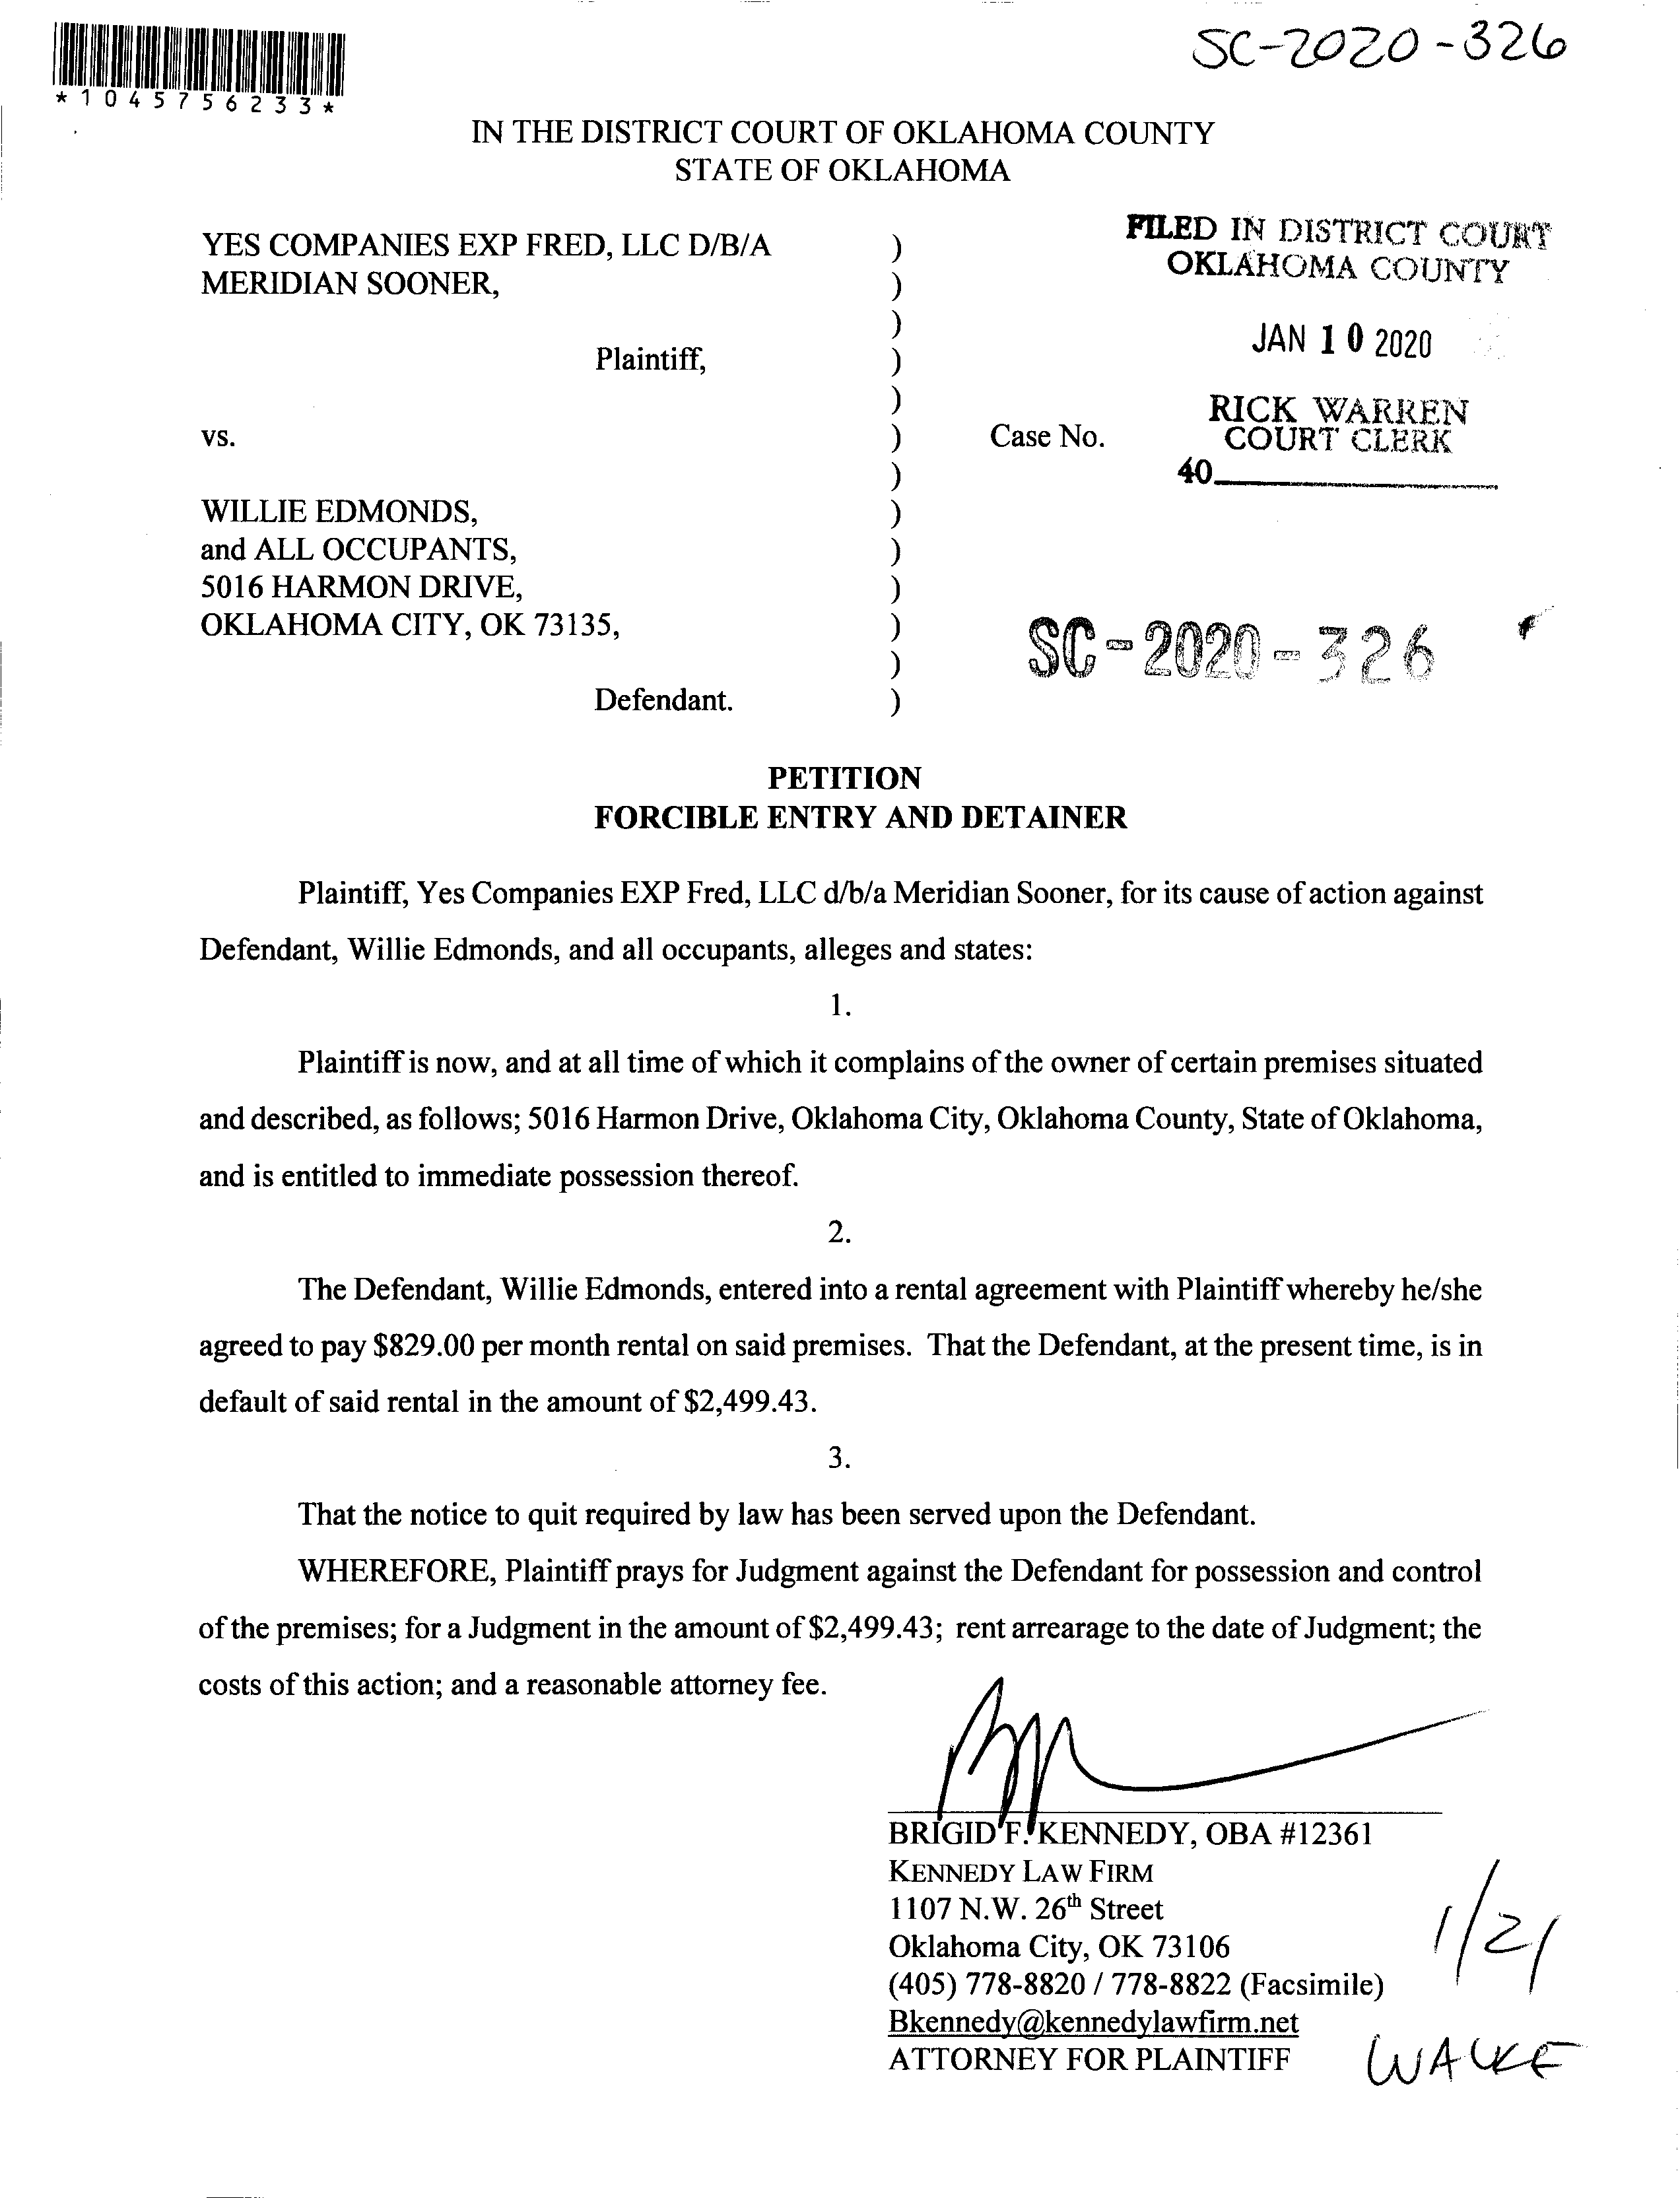 SC-2020-326
*1045756233*
IN THE DISTRICT COURT OF OKLAHOMA COUNTY
STATE OF OKLAHOMA
YES COMPANIES EXP FRED, LLC D/B/A )
MERIDIAN SOONER, )
)
Plaintiff, )
)
vs. ) Case No.
)
WILLIE EDMONDS, )
and ALL OCCUPANTS, )
5016 HARMON DRIVE, )
OKLAHOMA CITY, OK 73135, )
)
Defendant. )
FILED IN DISTRICT COURT
OKLAHOMA COUNTY
JAN 10 2020
RICK WARREN
COURT CLERK
40
SC-2020-326
PETITION
FORCIBLE ENTRY AND DETAINER
Plaintiff, Yes Companies EXP Fred, LLC d/b/a Meridian Sooner, for its cause of action against
Defendant, Willie Edmonds, and all occupants, alleges and states:
1.
Plaintiff is now, and at all time of which it complains of the owner of certain premises situated
and described, as follows; 5016 Harmon Drive, Oklahoma City, Oklahoma County, State of Oklahoma,
and is entitled to immediate possession thereof.
2.
The Defendant, Willie Edmonds, entered into a rental agreement with Plaintiff whereby he/she
agreed to pay $829.00 per month rental on said premises. That the Defendant, at the present time, is in
default of said rental in the amount of $2,499.43.
3.
That the notice to quit required by law has been served upon the Defendant.
WHEREFORE, Plaintiff prays for Judgment against the Defendant for possession and control
of the premises; for a Judgment in the amount of $2,499.43; rent arrearage to the date of Judgment; the
costs of this action; and a reasonable attorney fee.
BRIGID F. KENNEDY, OBA #12361
KENNEDY LAW FIRM
1107 N.W. 26th Street
Oklahoma City, OK 73106
(405) 778-8820 / 778-8822 (Facsimile)
Bkennedy@kennedylawfirm.net
ATTORNEY FOR PLAINTIFF
1/21
WALKE